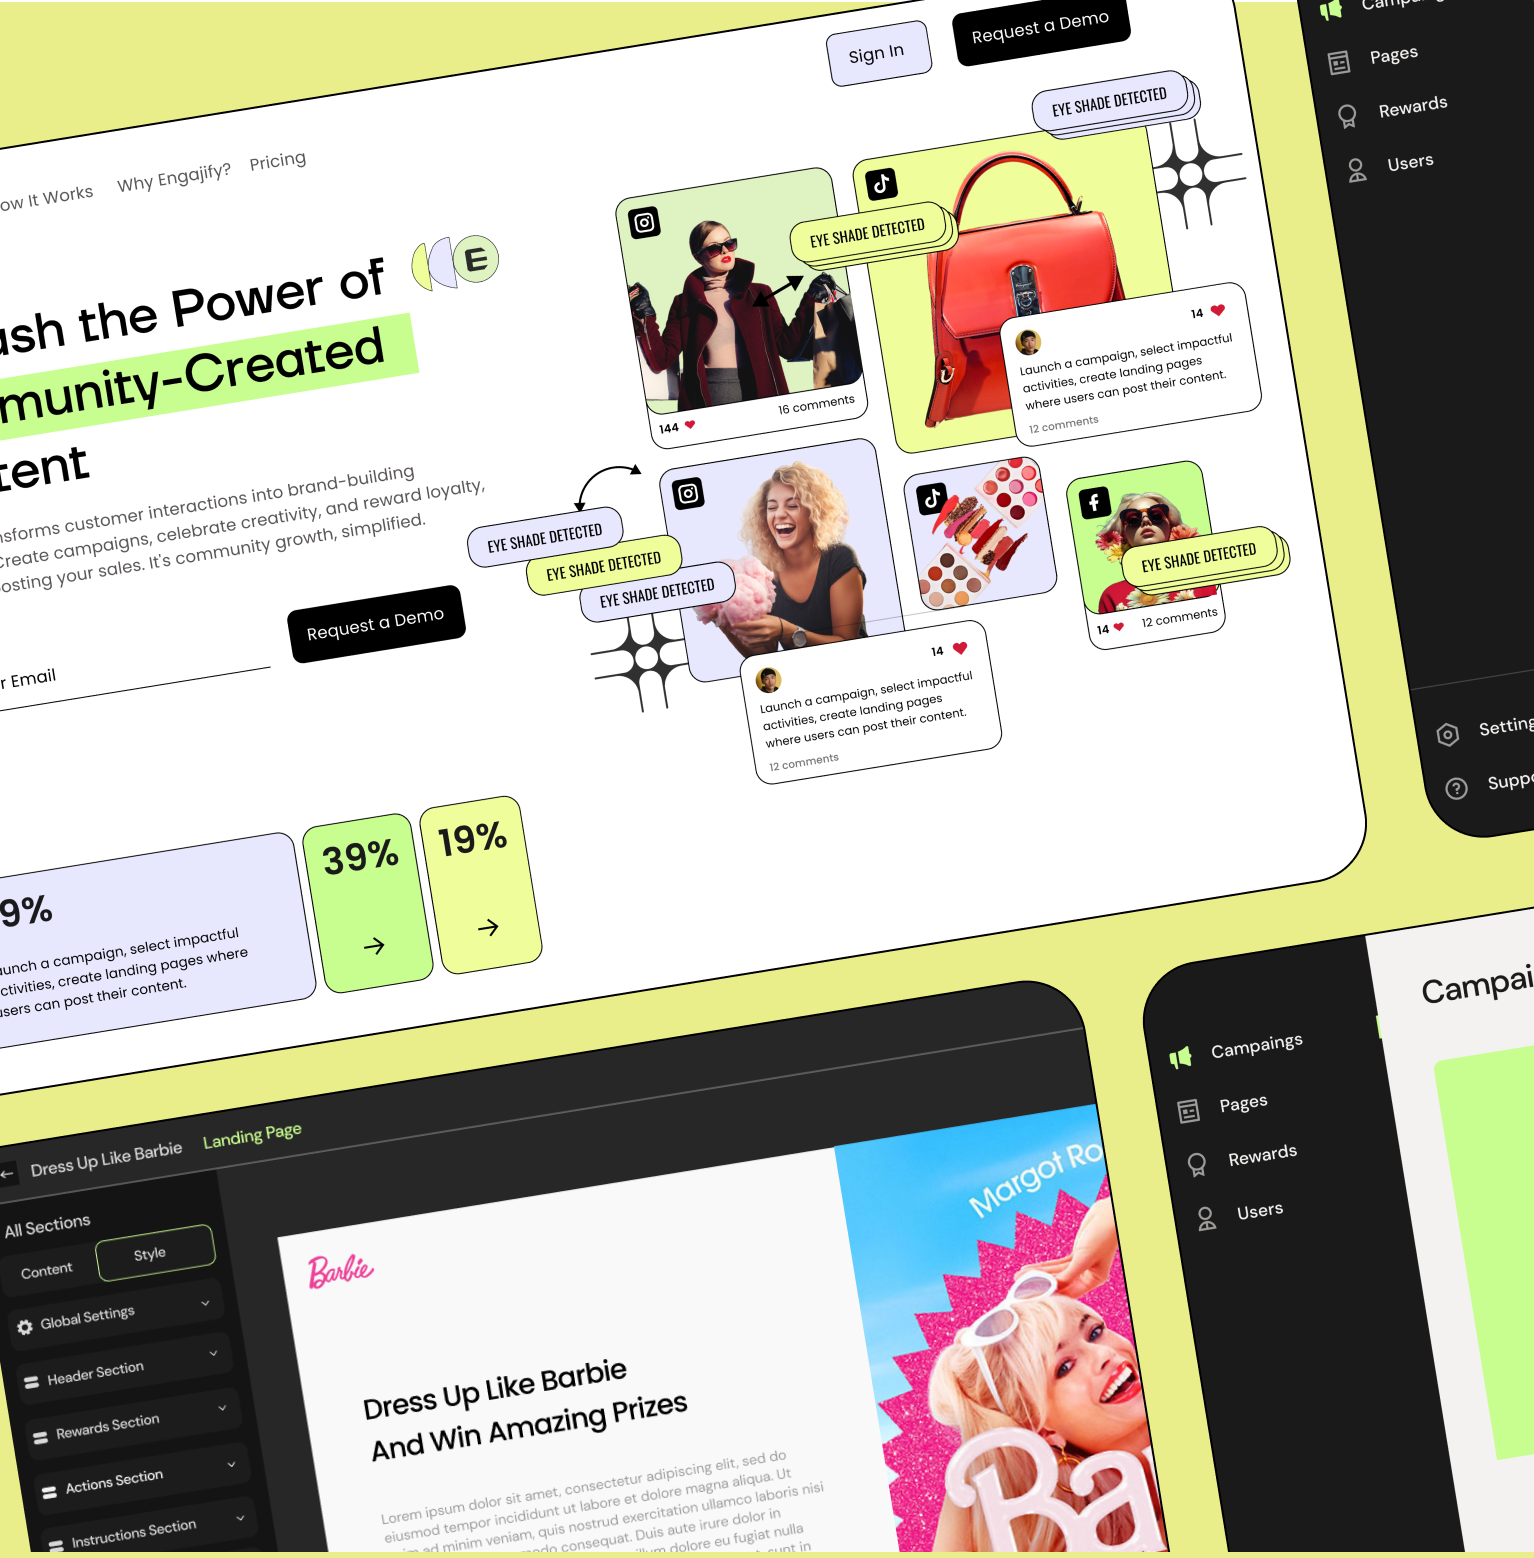 Sign In
Request a Demo
ow It Works
Why Engajify?
Pricing
ash the Power of
E
munity-Created
tent
nsforms customer interactions into brand-building
Create campaigns, celebrate creativity, and reward loyalty,
osting your sales. It's community growth, simplified.
r Email
Request a Demo
EYE SHADE DETECTED
EYE SHADE DETECTED
144
16 comments
14
Launch a campaign, select impactful
activities, create landing pages
where users can post their content.
12 comments
EYE SHADE DETECTED
EYE SHADE DETECTED
EYE SHADE DETECTED
EYE SHADE DETECTED
14
12 comments
14
Launch a campaign, select impactful
activities, create landing pages
where users can post their content.
12 comments
9%
aunch a campaign, select impactful
ctivities, create landing pages where
users can post their content.
39%
19%
Pages
Rewards
Users
Setting
Suppo
Dress Up Like Barbie
Landing Page
All Sections
Content
Style
Global Settings
Header Section
Rewards Section
Actions Section
Instructions Section
Barbie
Dress Up Like Barbie
And Win Amazing Prizes
Lorem ipsum dolor sit amet, consectetur adipiscing elit, sed do
eiusmod tempor incididunt ut labore et dolore magna aliqua. Ut
ad minim veniam, quis nostrud exercitation ullamco laboris nisi
modo consequat. Duis aute irure dolor in
illum dolore eu fugiat nulla
sunt in
Margot Ro
Ba
Campaings
Pages
Rewards
Users
Campai